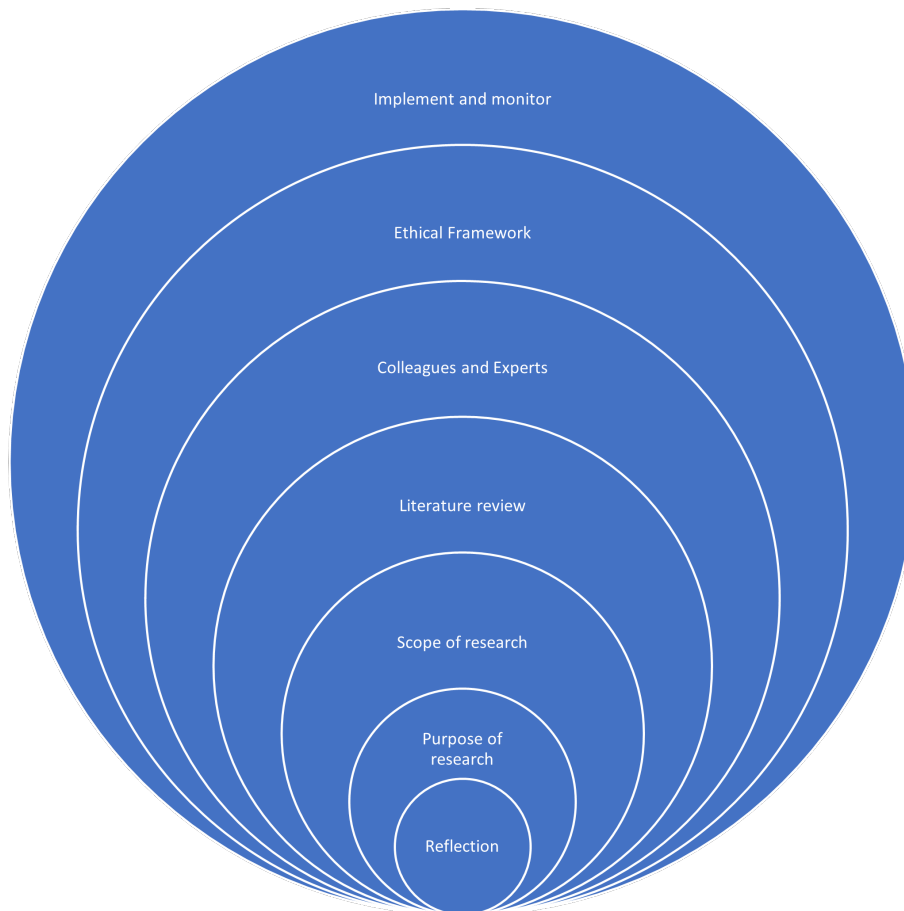 Implement and monitor
Ethical Framework
Colleagues and Experts
Literature review
Scope of research
Purpose of
research
Reflection